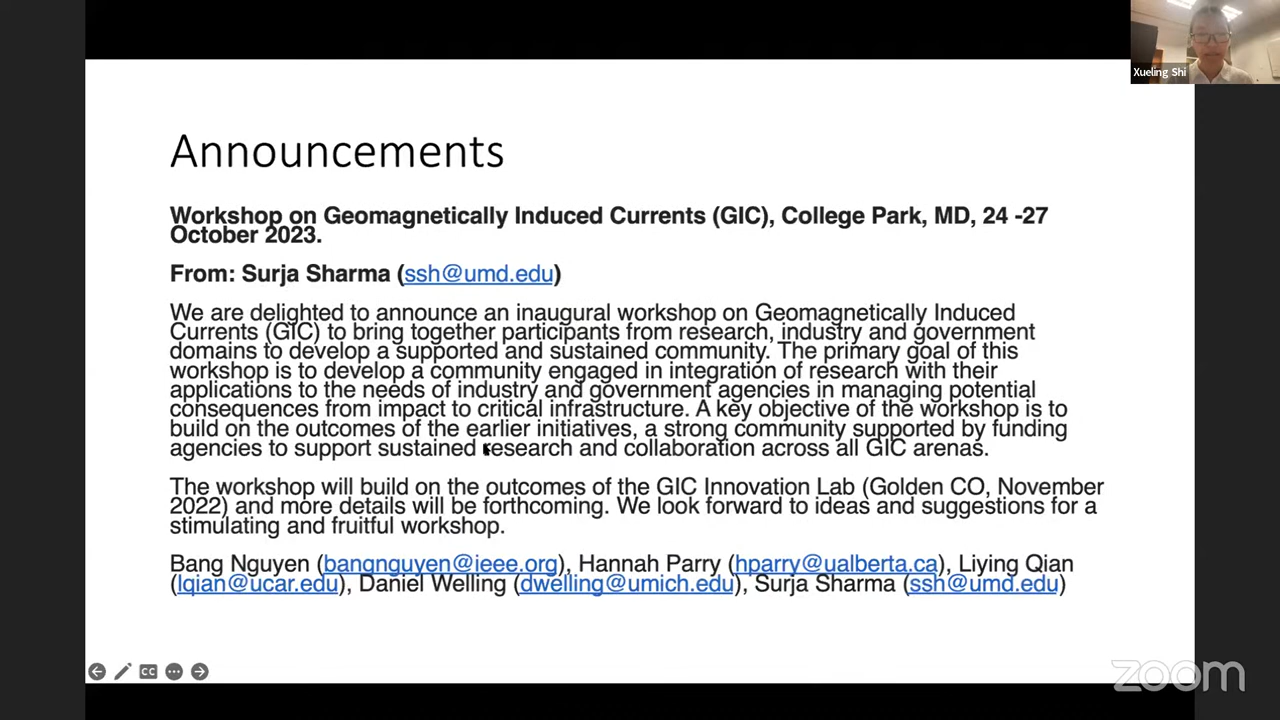 Xueling Shi
Announcements
Workshop on Geomagnetically Induced Currents (GIC), College Park, MD, 24 -27
October 2023.
From: Surja Sharma (ssh@umd.edu)
We are delighted to announce an inaugural workshop on Geomagnetically Induced
Currents (GIC) to bring together participants from research, industry and government
domains to develop a supported and sustained community. The primary goal of this
workshop is to develop a community engaged in integration of research with their
applications to the needs of industry and government agencies in managing potential
consequences from impact to critical infrastructure. A key objective of the workshop is to
build on the outcomes of the earlier initiatives, a strong community supported by funding
agencies to support sustained research and collaboration across all GIC arenas.
The workshop will build on the outcomes of the GIC Innovation Lab (Golden CO, November
2022) and more details will be forthcoming. We look forward to ideas and suggestions for a
stimulating and fruitful workshop.
Bang Nguyen (bangnguyen@ieee.org), Hannah Parry (hparry@ualberta.ca), Liying Qian
(lqian@ucar.edu), Daniel Welling (dwelling@umich.edu), Surja Sharma (ssh@umd.edu)
CC
zoom